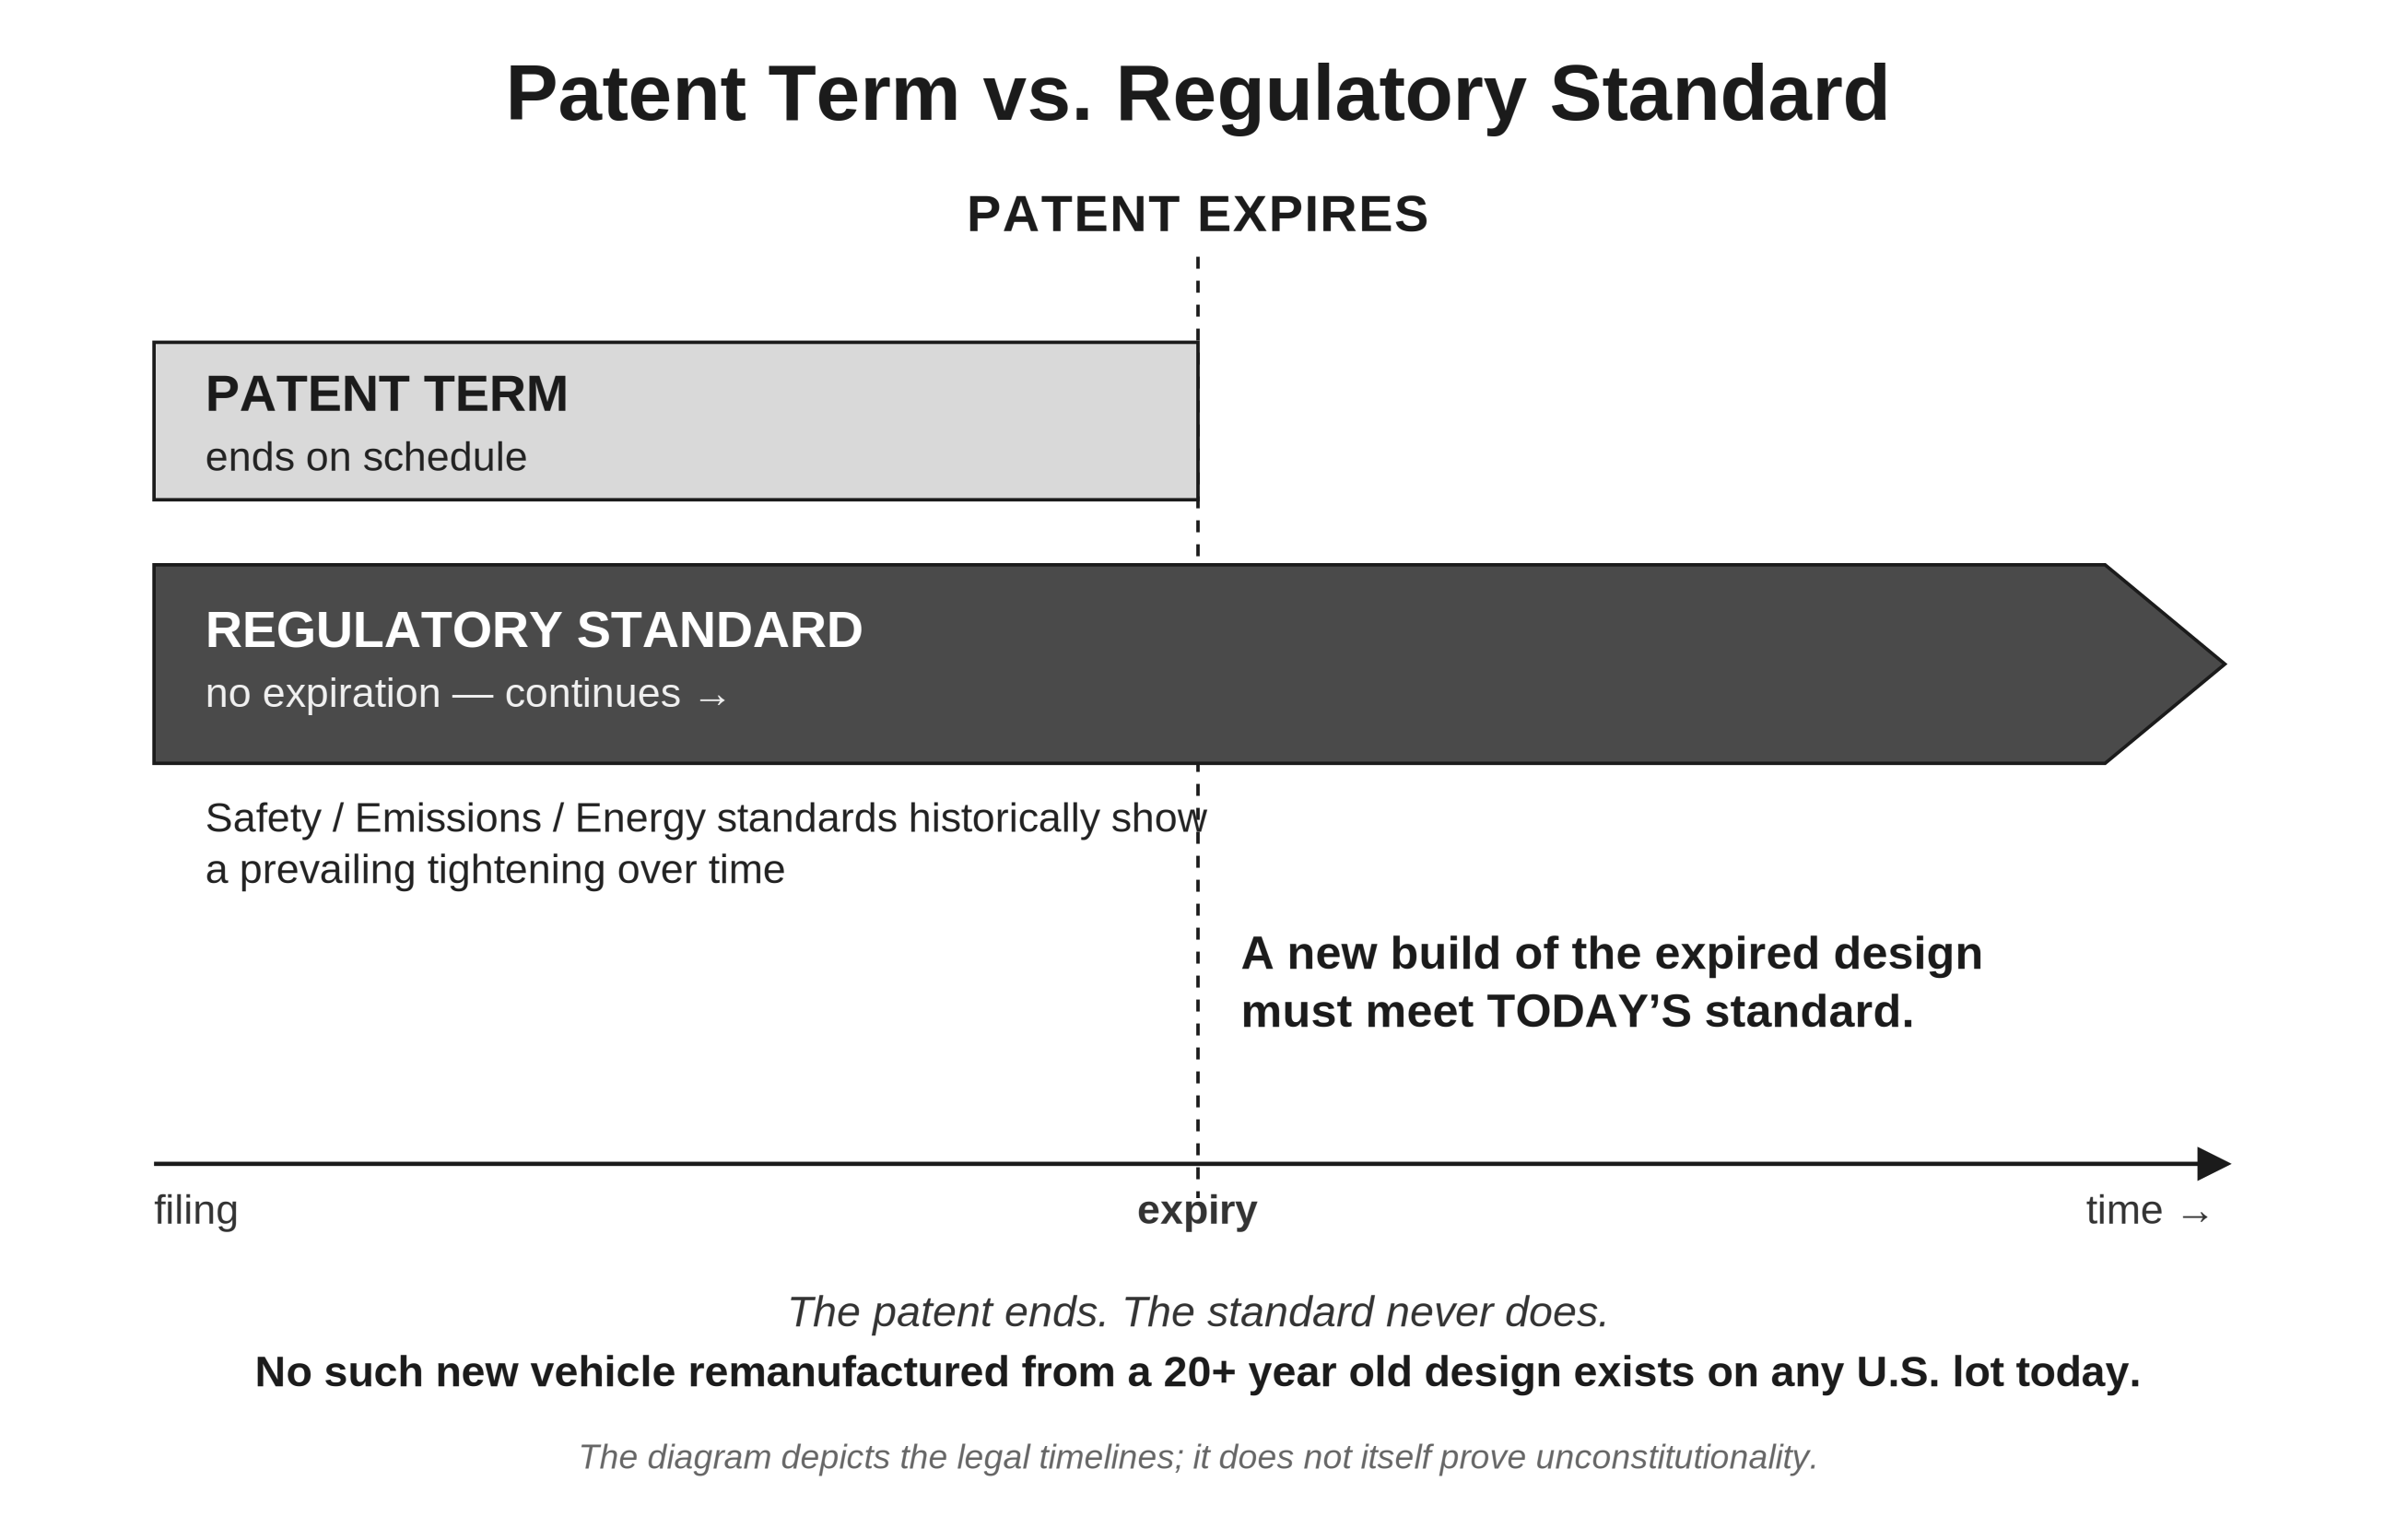 Patent Term vs. Regulatory Standard
PATENT EXPIRES
PATENT TERM
ends on schedule
REGULATORY STANDARD
no expiration — continues →
Safety / Emissions / Energy standards historically show
a prevailing tightening over time
A new build of the expired design
must meet TODAY’S standard.
filing
expiry
time →
The patent ends. The standard never does.
No such new vehicle remanufactured from a 20+ year old design exists on any U.S. lot today.
The diagram depicts the legal timelines; it does not itself prove unconstitutionality.